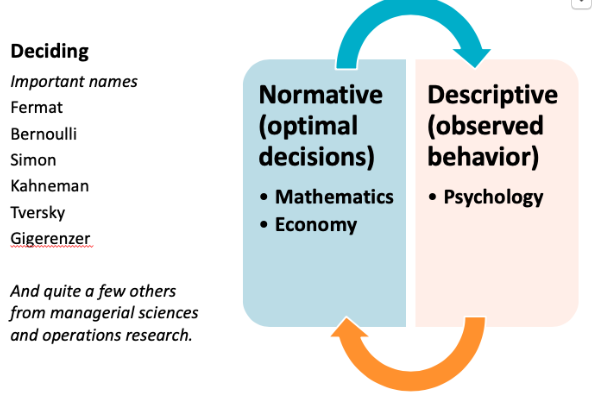 Deciding
Important names
Fermat
Bernoulli
Simon
Kahneman
Tversky
Gigerenzer
And quite a few others
from managerial sciences
and operations research.
Normative
(optimal
decisions)
• Mathematics
• Economy
Descriptive
(observed
behavior)
• Psychology